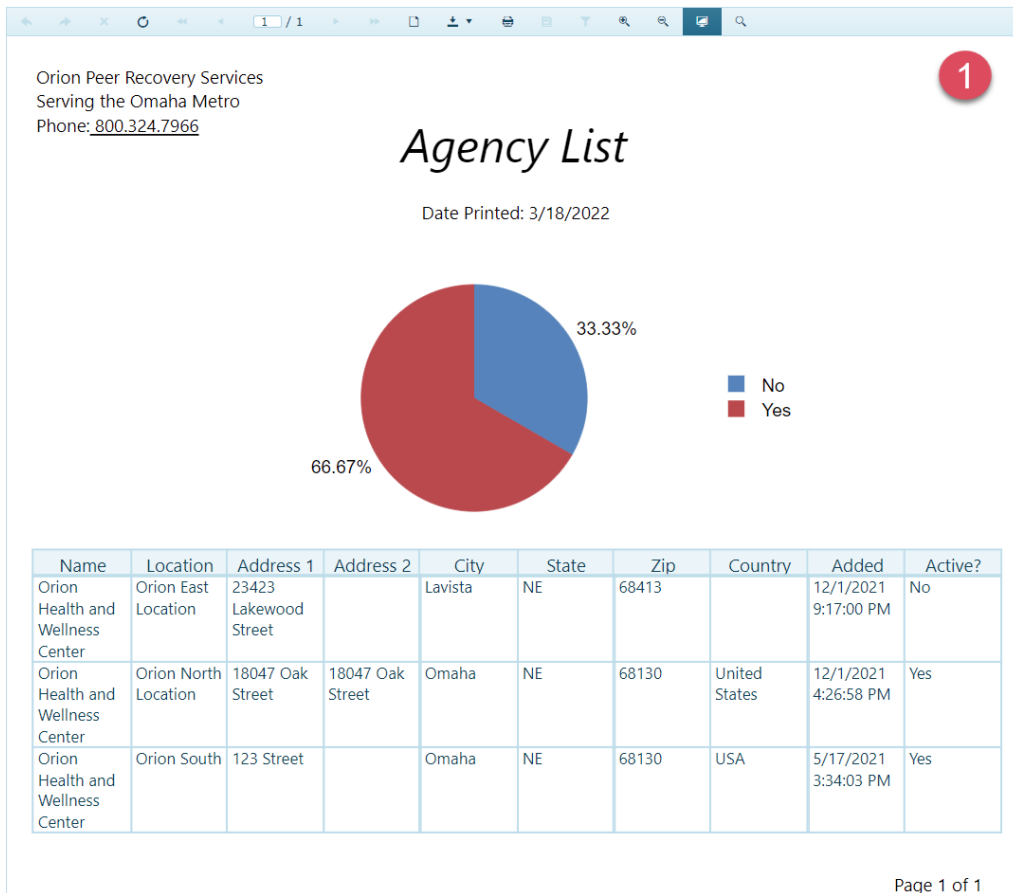 1 / 1
1
Orion Peer Recovery Services
Serving the Omaha Metro
Phone: 800.324.7966
Agency List
Date Printed: 3/18/2022
33.33%
No
Yes
66.67%
Name Location Address 1 Address 2 City State Zip Country Added Active?
Orion Orion East 23423 Lavista NE 68413 12/1/2021 No
Health and Location Lakewood 9:17:00 PM
Wellness Street
Center
Orion Orion North 18047 Oak 18047 Oak Omaha NE 68130 United 12/1/2021 Yes
Health and Location Street Street States 4:26:58 PM
Wellness
Center
Orion Orion South 123 Street Omaha NE 68130 USA 5/17/2021 Yes
Health and 3:34:03 PM
Wellness
Center
Page 1 of 1